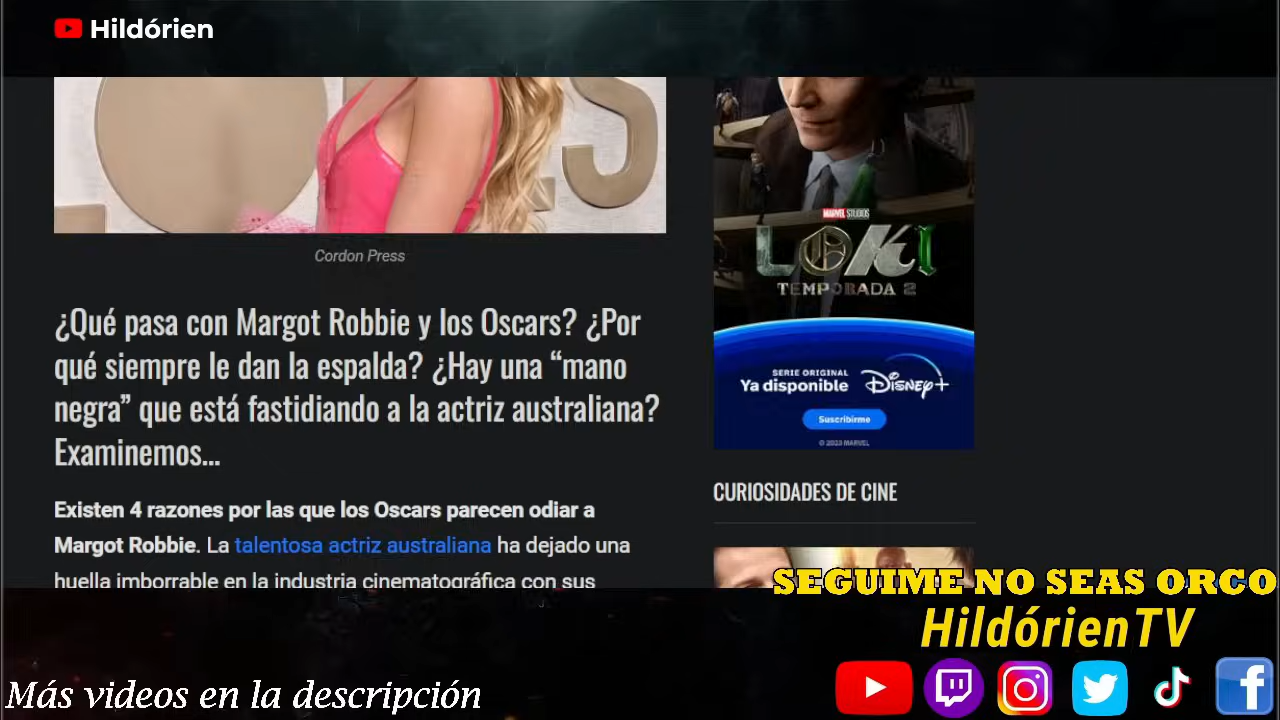 Hildórien
Cordon Press
¿Qué pasa con Margot Robbie y los Oscars? ¿Por
qué siempre le dan la espalda? ¿Hay una “mano
negra” que está fastidiando a la actriz australiana?
Examinemos...
Existen 4 razones por las que los Oscars parecen odiar a
Margot Robbie. La talentosa actriz australiana ha dejado una
huella imborrable en la industria cinematográfica con sus
MARVEL STUDIOS
LOKI
TEMPORADA 2
SERIE ORIGINAL
Ya disponible Disney+
Suscribirme
© 2023 MARVEL
CURIOSIDADES DE CINE
SEGUIME NO SEAS ORCO
HildórienTV
Más videos en la descripción